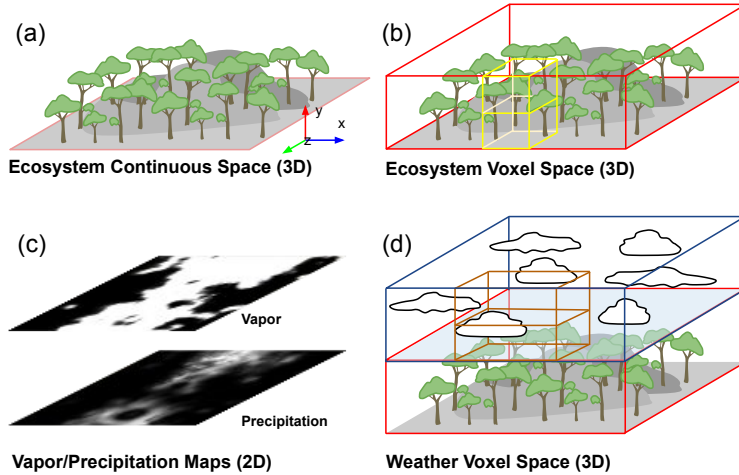 (a)
y
x
z
Ecosystem Continuous Space (3D)
(b)
Ecosystem Voxel Space (3D)
(c)
Vapor
Precipitation
Vapor/Precipitation Maps (2D)
(d)
Weather Voxel Space (3D)